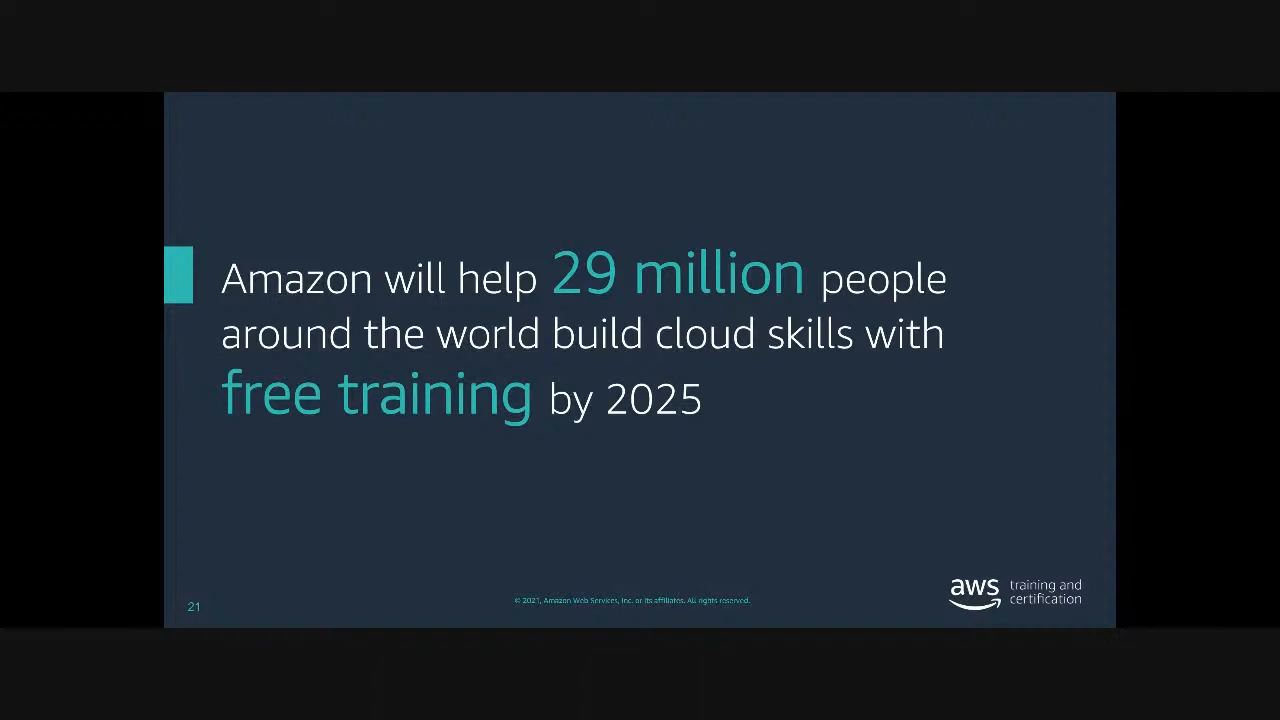 Amazon will help 29 million people
around the world build cloud skills with
free training by 2025
21
© 2021, Amazon Web Services, Inc. or its affiliates. All rights reserved.
aws training and
certification